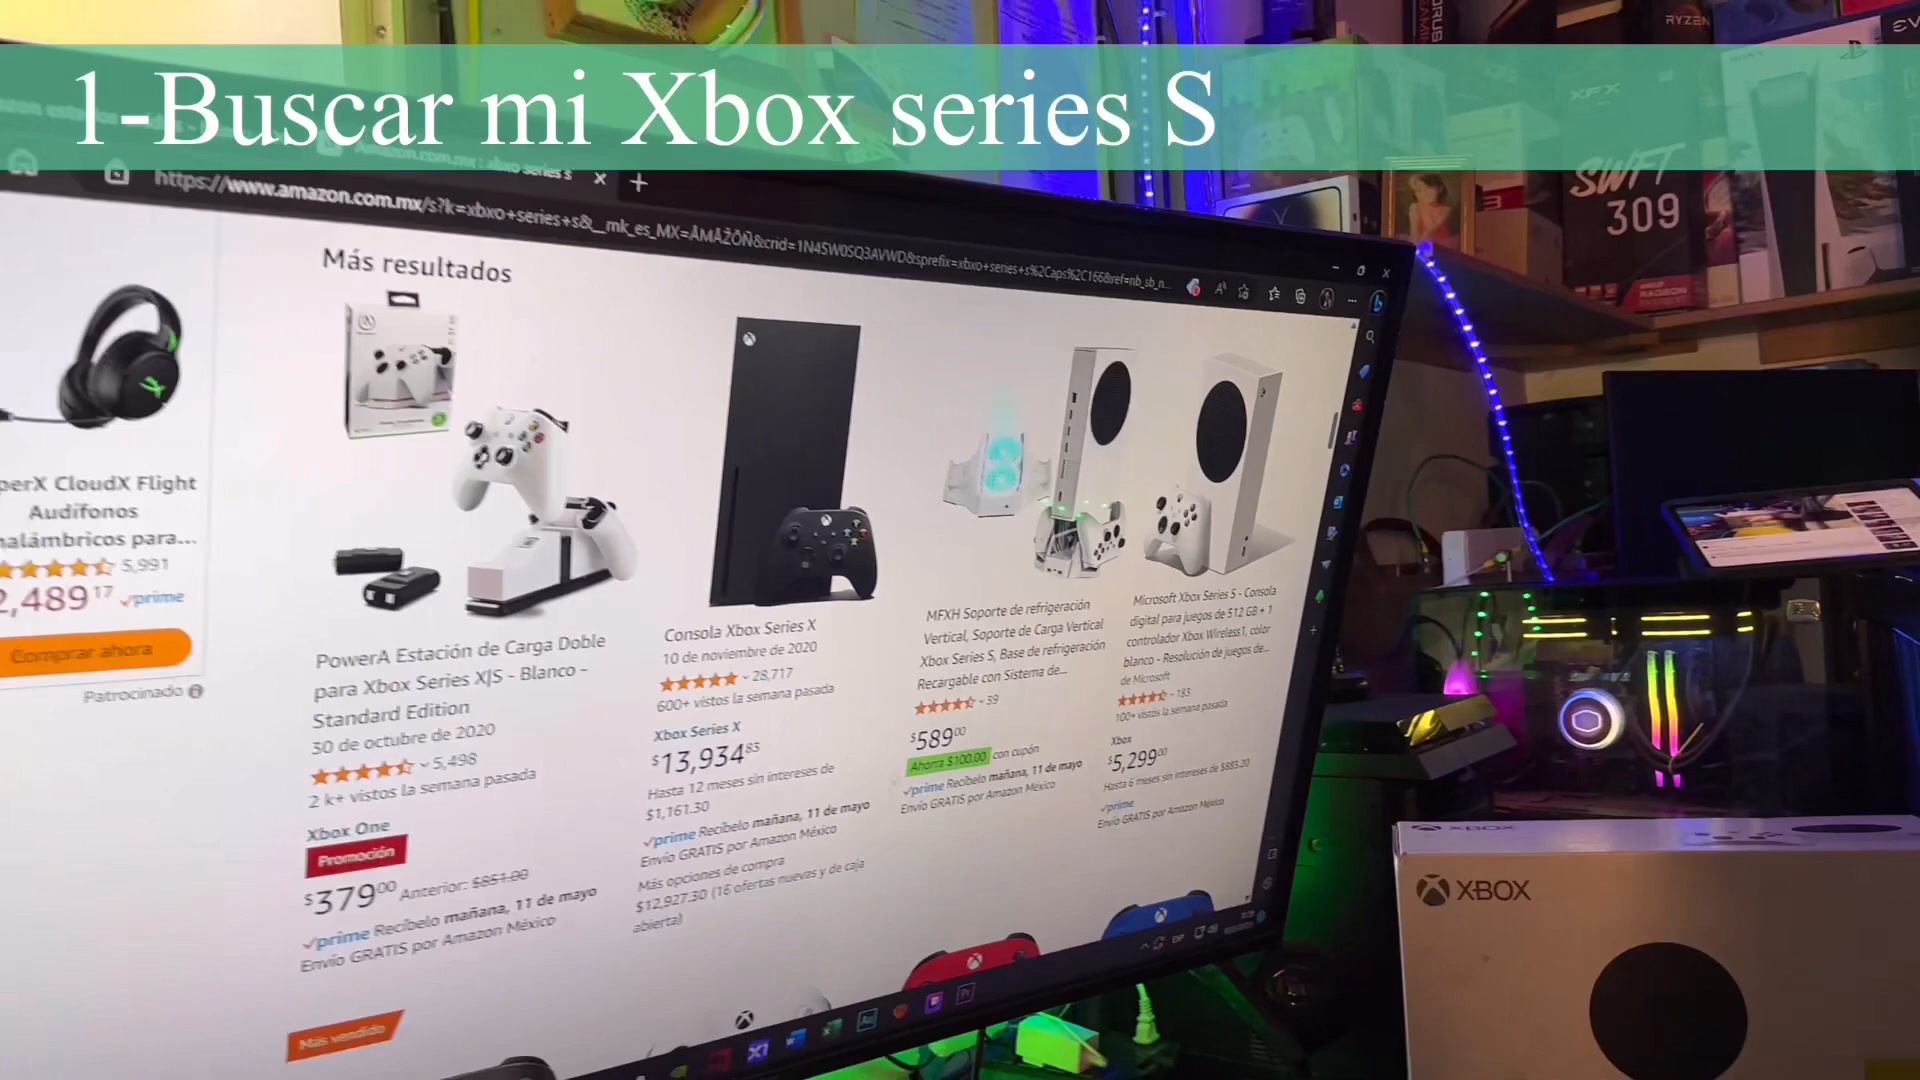 1-Buscar mi Xbox series S
https://www.amazon.com.mx/s?k=xbxo+series+s&__mk_es_MX=ÅMÅŽÕÑ&crid=1N45W0SQ3AVWD&sprefix=xbxo+series+s%2Caps%2C166&ref=nb_sb_n...
Más resultados
perX CloudX Flight
Audífonos
nalámbricos para...
5,991
2,489 17 prime
Comprar ahora
Patrocinado
PowerA Estación de Carga Doble
para Xbox Series X|S - Blanco -
Standard Edition
30 de octubre de 2020
5,498
2 k+ vistos la semana pasada
Xbox One
Promoción
$379 00 Anterior: $851.00
prime Recíbelo mañana, 11 de mayo
Envío GRATIS por Amazon México
Más vendido
Consola Xbox Series X
10 de noviembre de 2020
28,717
600+ vistos la semana pasada
Xbox Series X
$13,934 83
Hasta 12 meses sin intereses de
$1,161.30
prime Recíbelo mañana, 11 de mayo
Envío GRATIS por Amazon México
Más opciones de compra
$12,927.30 (16 ofertas nuevas y de caja
abierta)
MFXH Soporte de refrigeración
Vertical, Soporte de Carga Vertical
Xbox Series S, Base de refrigeración
Recargable con Sistema de...
39
$589 00
Ahorra $100.00 con cupón
prime Recíbelo mañana, 11 de mayo
Envío GRATIS por Amazon México
Microsoft Xbox Series S - Consola
digital para juegos de 512 GB + 1
controlador Xbox Wireless1, color
blanco - Resolución de juegos de...
de Microsoft
183
100+ vistos la semana pasada
Xbox
$5,299 00
Hasta 6 meses sin intereses de $883.20
prime
Envío GRATIS por Amazon México
RYZEN
XFX
SWFT
309
RADEON
XBOX
XBOX